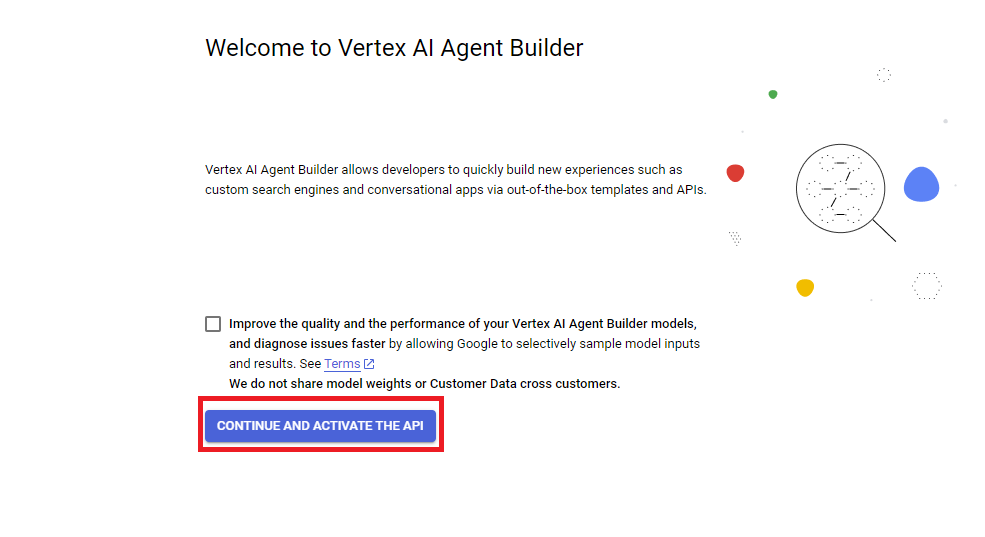 Welcome to Vertex AI Agent Builder
Vertex AI Agent Builder allows developers to quickly build new experiences such as
custom search engines and conversational apps via out-of-the-box templates and APIs.
Improve the quality and the performance of your Vertex AI Agent Builder models,
and diagnose issues faster by allowing Google to selectively sample model inputs
and results. See Terms
We do not share model weights or Customer Data cross customers.
CONTINUE AND ACTIVATE THE API